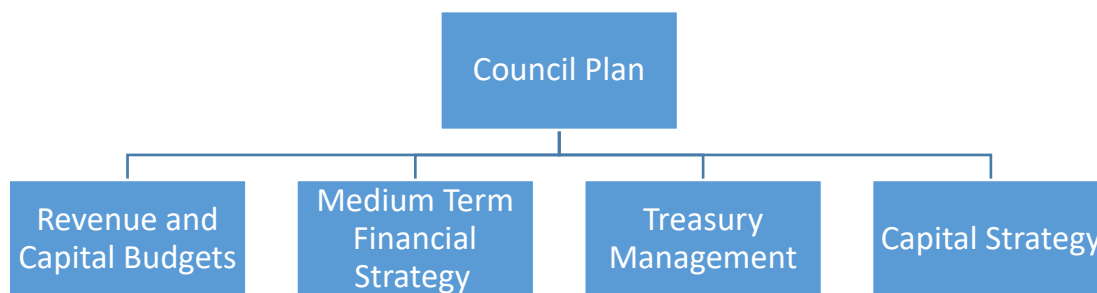 Council Plan
Revenue and
Capital Budgets
Medium Term
Financial
Strategy
Treasury
Management
Capital Strategy